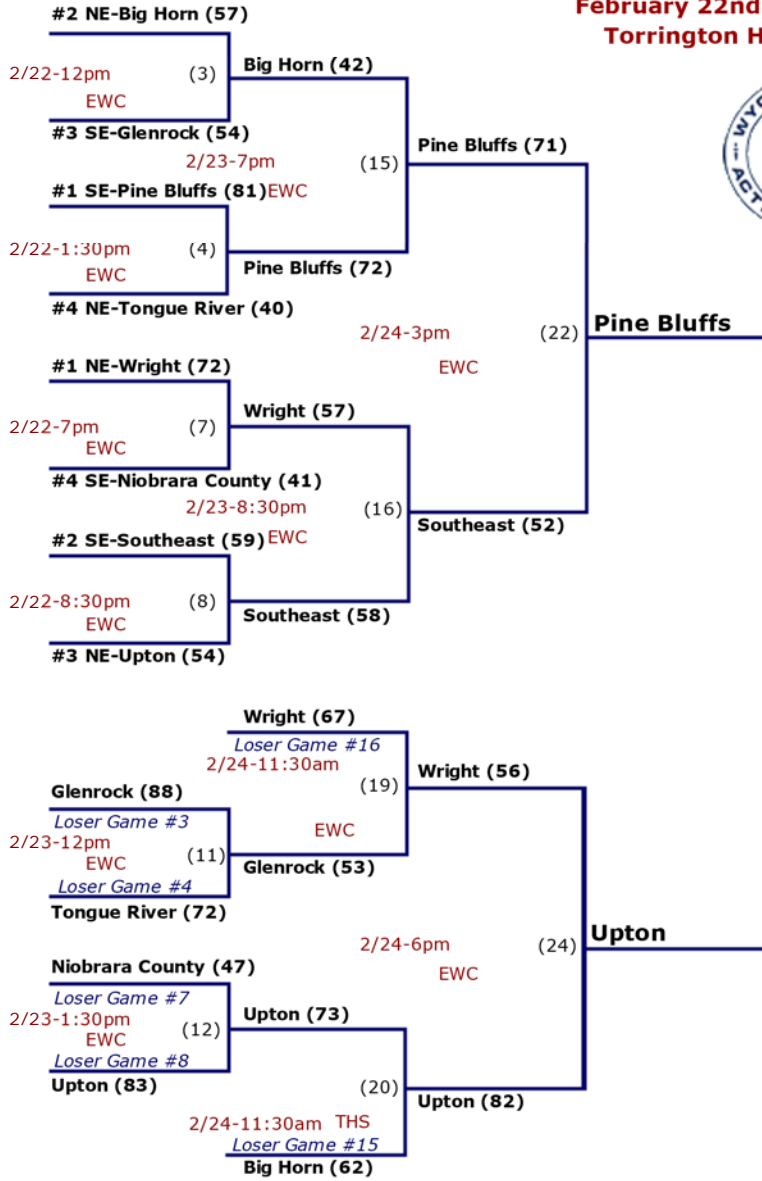 #2 NE-Big Horn (57)
February 22nd
Torrington H
2/22-12pm
(3)
EWC
Big Horn (42)
#3 SE-Glenrock (54)
2/23-7pm
(15)
Pine Bluffs (71)
#1 SE-Pine Bluffs (81)
EWC
2/22-1:30pm
(4)
EWC
Pine Bluffs (72)
#4 NE-Tongue River (40)
2/24-3pm
(22)
Pine Bluffs
EWC
#1 NE-Wright (72)
Wright (57)
2/22-7pm
(7)
EWC
#4 SE-Niobrara County (41)
2/23-8:30pm
(16)
Southeast (52)
#2 SE-Southeast (59)
EWC
2/22-8:30pm
(8)
EWC
Southeast (58)
#3 NE-Upton (54)
Wright (67)
Loser Game #16
2/24-11:30am
(19)
Wright (56)
EWC
Glenrock (88)
Loser Game #3
2/23-12pm
EWC
(11)
Glenrock (53)
Loser Game #4
Tongue River (72)
2/24-6pm
(24)
Upton
EWC
Niobrara County (47)
Loser Game #7
2/23-1:30pm
(12)
EWC
Upton (73)
Loser Game #8
Upton (83)
(20)
Upton (82)
2/24-11:30am THS
Loser Game #15
Big Horn (62)